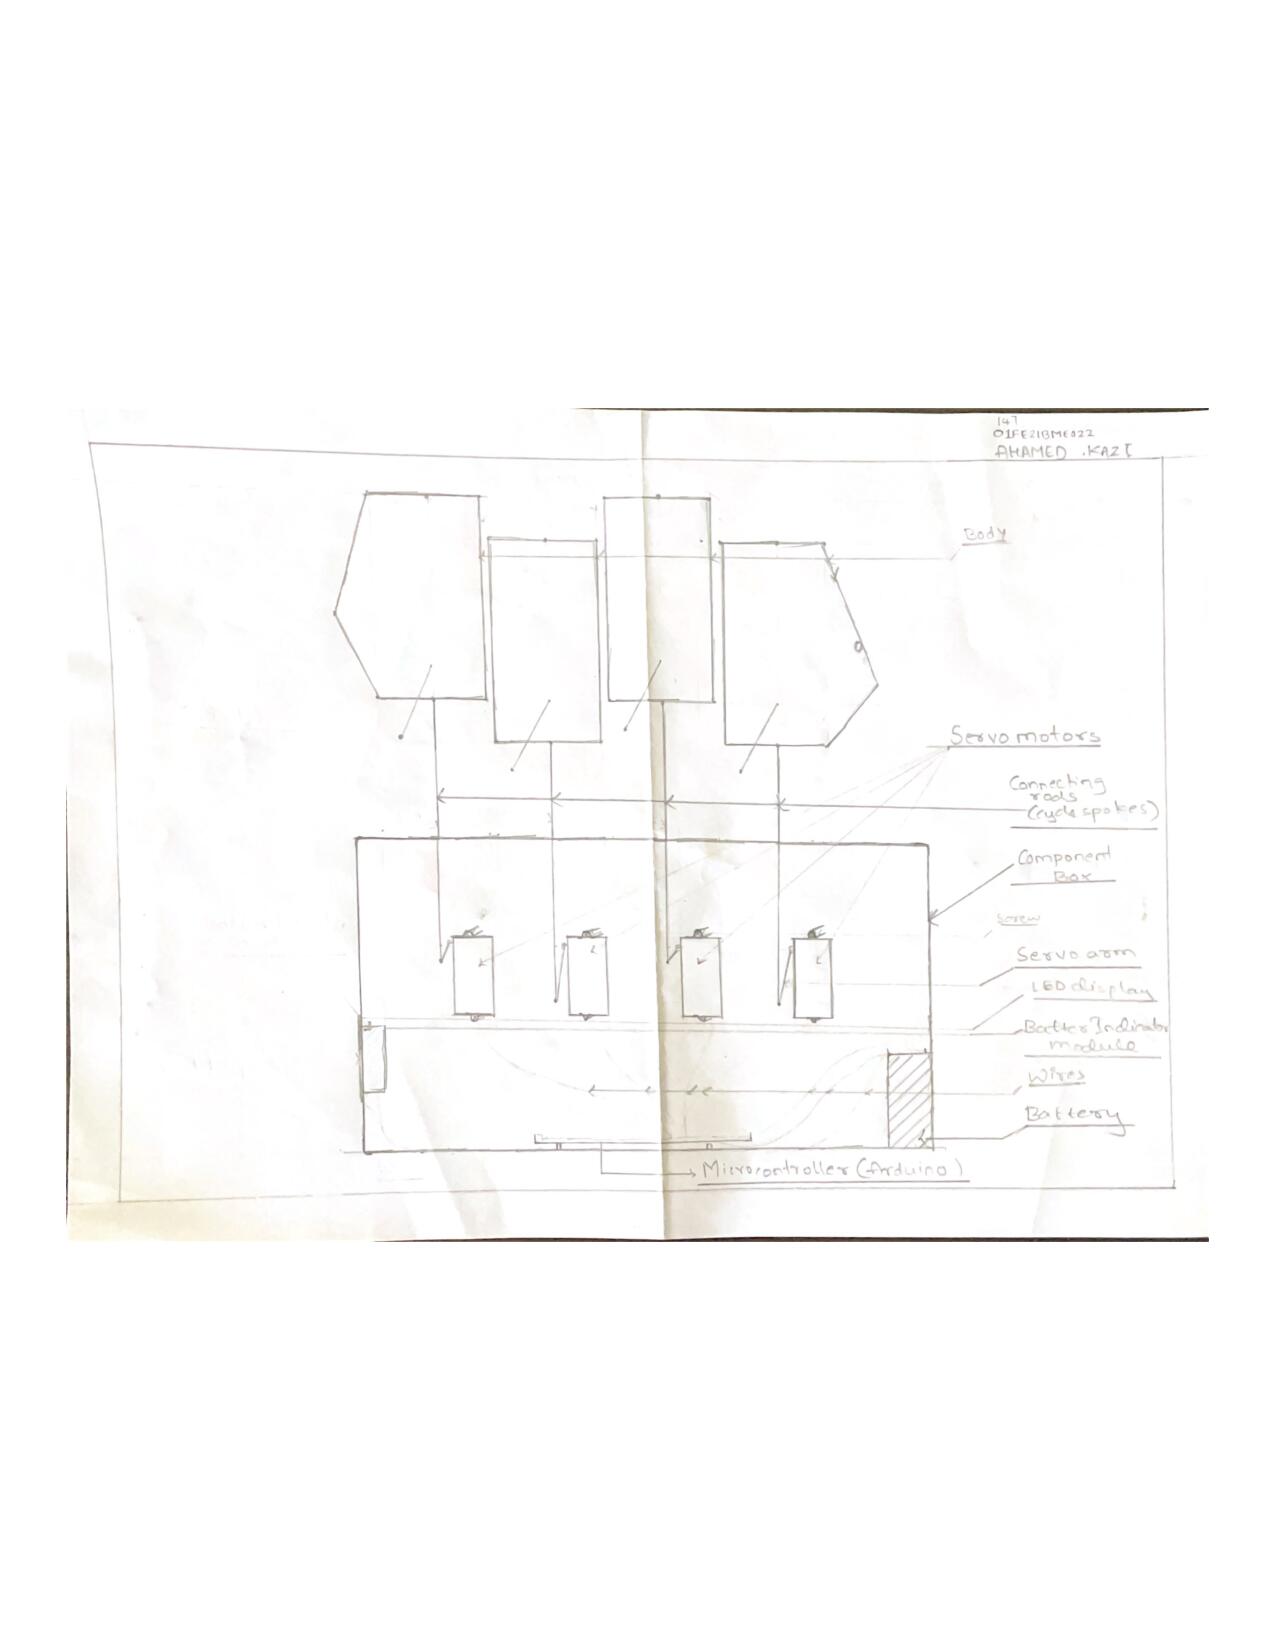 147
01FE21BME022
AHAMED .KAZI
Body
Servo motors
Connecting
rods
(cycle spokes)
Component
Box
Screw
Servo arm
LED display
Batter Indicator
module
Wires
Battery
Microcontroller (Arduino)